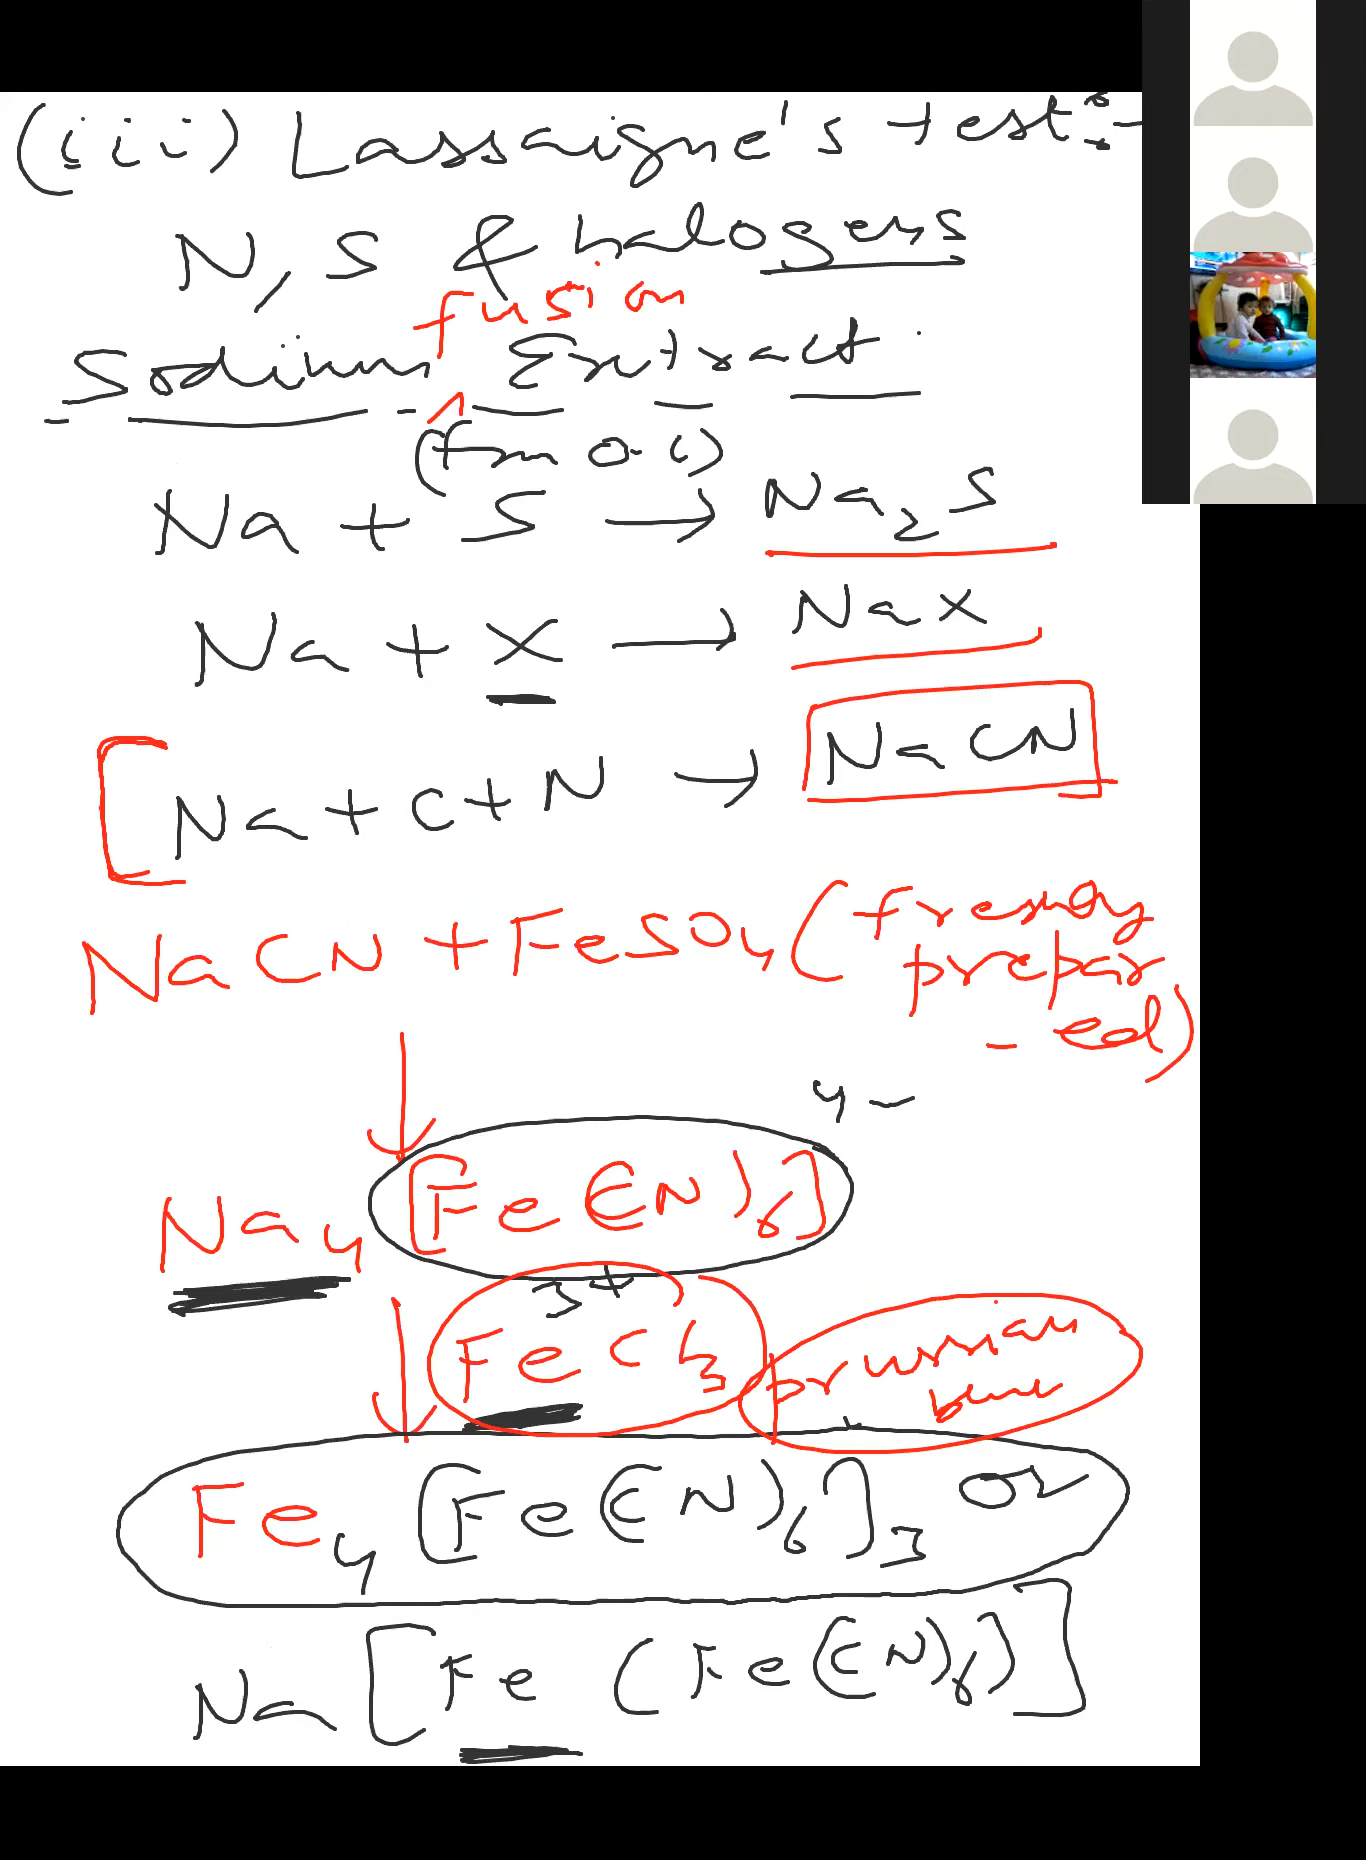 (iii) Lassaigne's test:-
N, S & halogens
fusion
Sodium Extract
(from O.C)
Na + S → Na₂S
Na + X → NaX
Na + C + N → NaCN
NaCN + FeSO₄ (freshly
prepar
- ed)
4-
Na₄ [Fe(CN)₆]
3+
FeCl₃ prussian
blue
Fe₄ [Fe(CN)₆]₃ or
Na [Fe (Fe(CN)₆)]